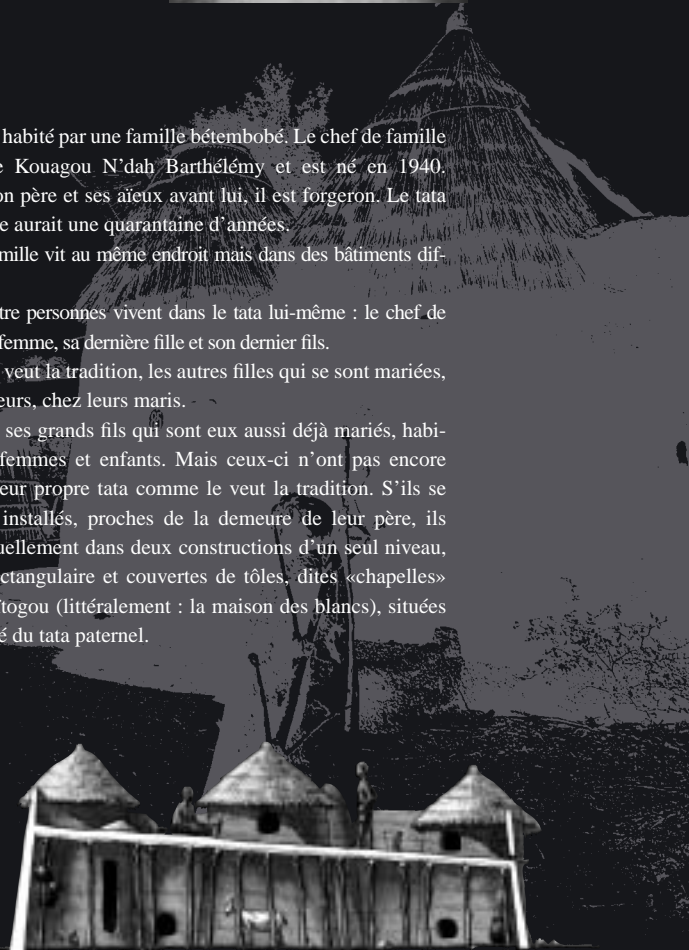 habité par une famille bétembobé. Le chef de famille
e Kouagou N’dah Barthélémy et est né en 1940.
on père et ses aïeux avant lui, il est forgeron. Le tata
e aurait une quarantaine d’années.
mille vit au même endroit mais dans des bâtiments dif-
tre personnes vivent dans le tata lui-même : le chef de
femme, sa dernière fille et son dernier fils.
veut la tradition, les autres filles qui se sont mariées,
eurs, chez leurs maris.
ses grands fils qui sont eux aussi déjà mariés, habi-
femmes et enfants. Mais ceux-ci n’ont pas encore
eur propre tata comme le veut la tradition. S’ils se
installés, proches de la demeure de leur père, ils
uellement dans deux constructions d’un seul niveau,
ctangulaire et couvertes de tôles, dites «chapelles»
togou (littéralement : la maison des blancs), situées
é du tata paternel.